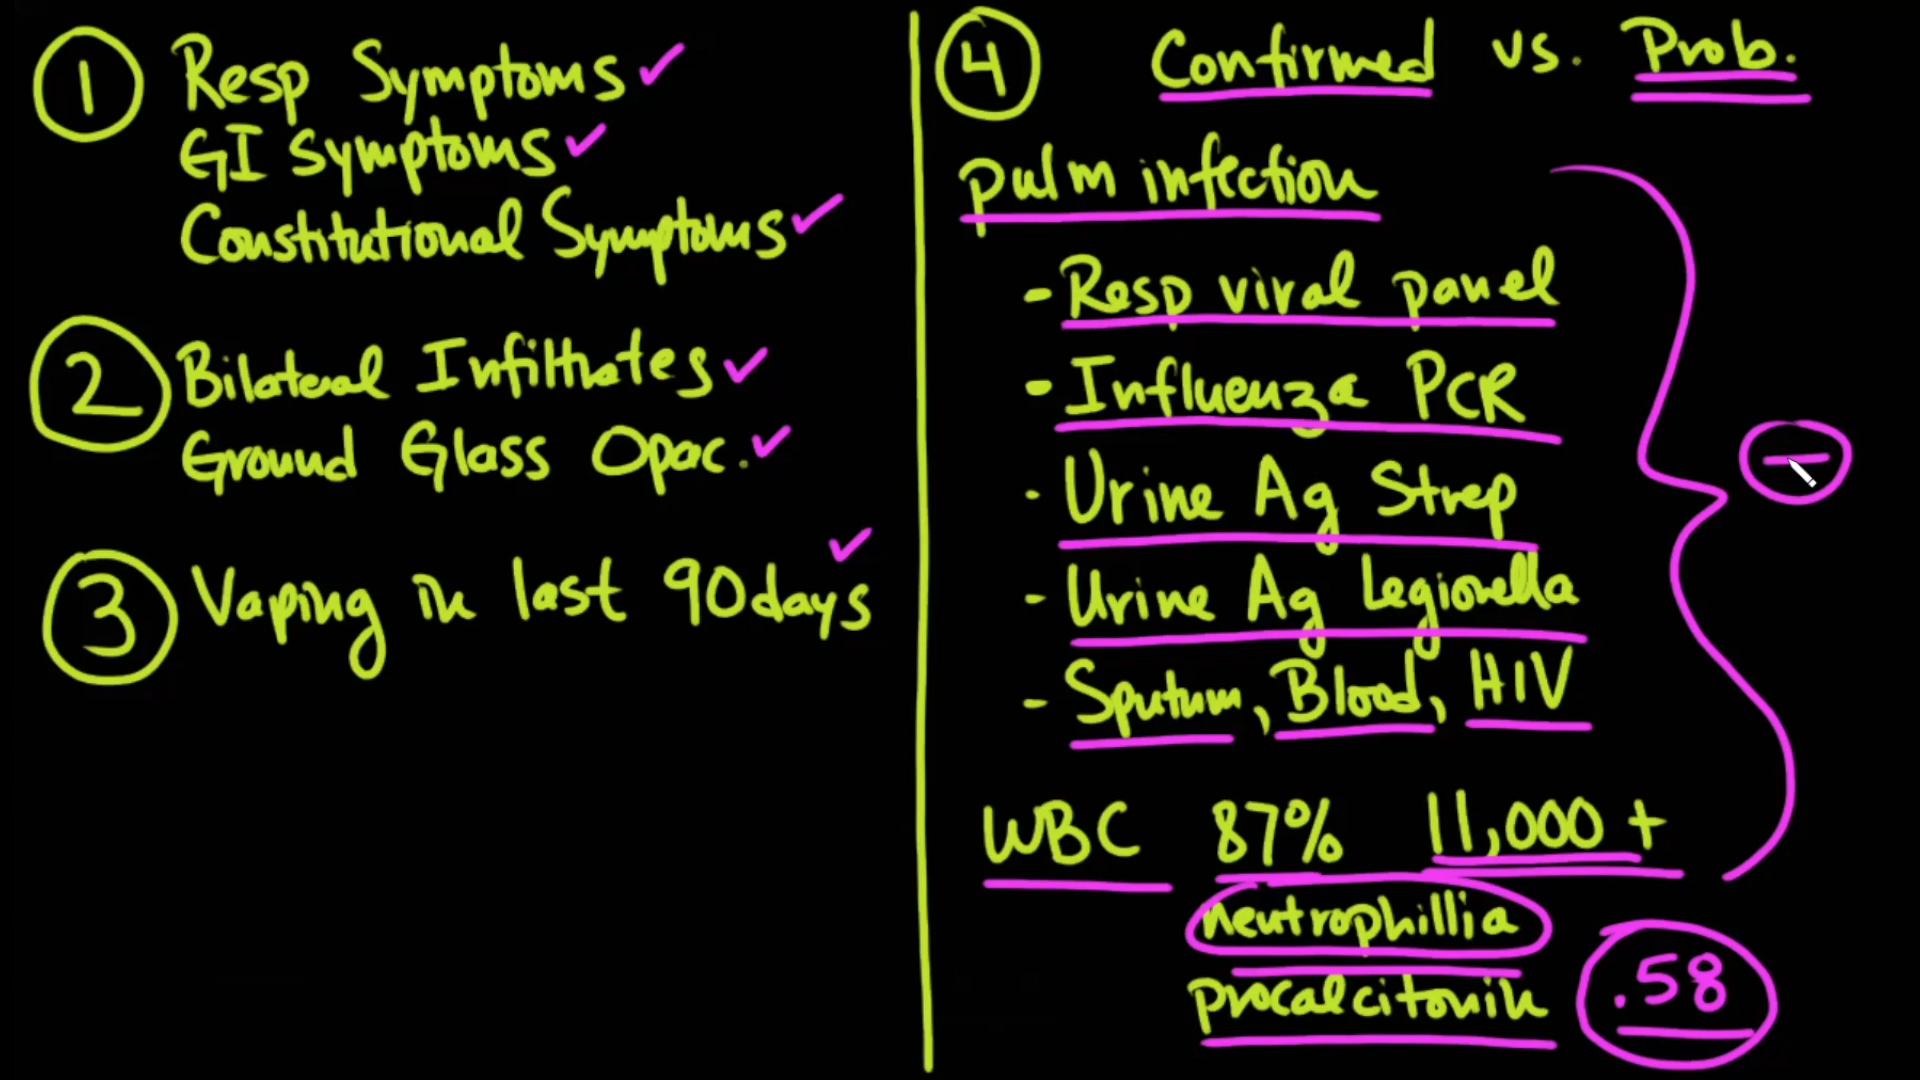 1 Resp Symptoms ✓
GI Symptoms ✓
Constitutional Symptoms ✓
2 Bilateral Infiltrates ✓
Ground Glass Opac. ✓
3 Vaping in last 90 days ✓
4 Confirmed vs. Prob.
pulm infection
- Resp viral panel
- Influenza PCR
- Urine Ag Strep
- Urine Ag Legionella
- Sputum, Blood, HIV
—
WBC 87% 11,000 +
neutrophillia
procalcitonin .58